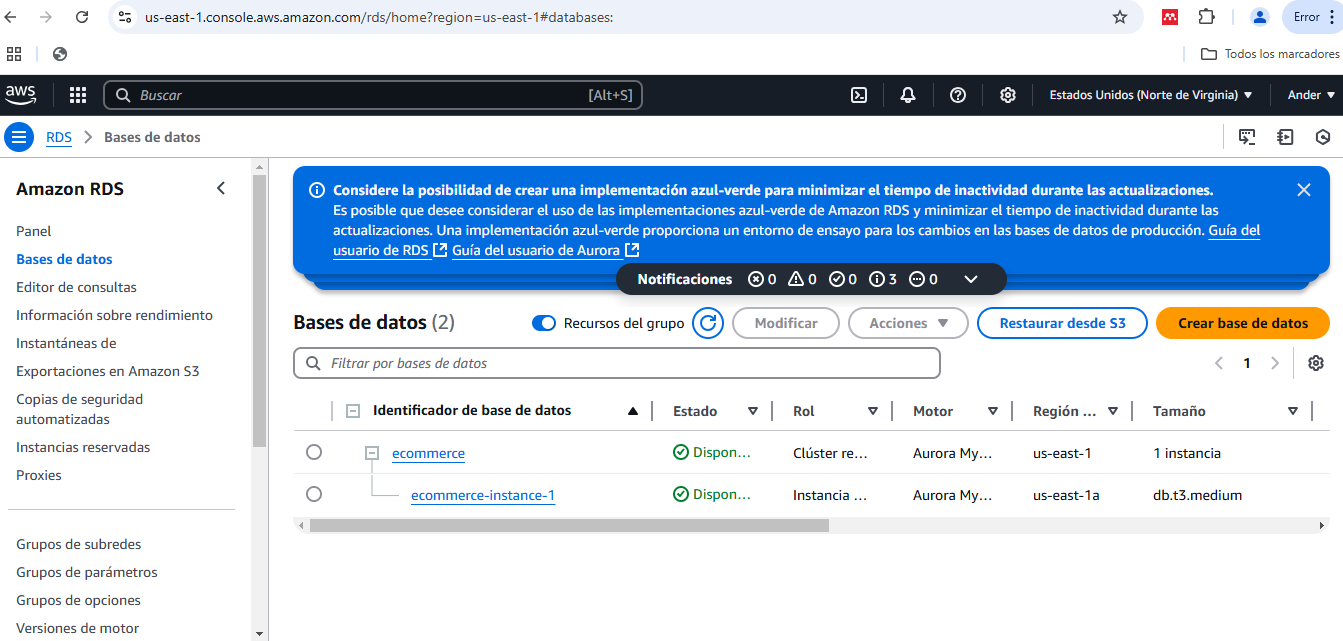 us-east-1.console.aws.amazon.com/rds/home?region=us-east-1#databases:
Error
Todos los marcadores
aws
Buscar
[Alt+S]
Estados Unidos (Norte de Virginia)
Ander
RDS
Bases de datos
Amazon RDS
Panel
Bases de datos
Editor de consultas
Información sobre rendimiento
Instantáneas de
Exportaciones en Amazon S3
Copias de seguridad
automatizadas
Instancias reservadas
Proxies
Grupos de subredes
Grupos de parámetros
Grupos de opciones
Versiones de motor
Considere la posibilidad de crear una implementación azul-verde para minimizar el tiempo de inactividad durante las actualizaciones.
Es posible que desee considerar el uso de las implementaciones azul-verde de Amazon RDS y minimizar el tiempo de inactividad durante las
actualizaciones. Una implementación azul-verde proporciona un entorno de ensayo para los cambios en las bases de datos de producción. Guía del
usuario de RDS Guía del usuario de Aurora
Notificaciones 0 0 0 3 0
Bases de datos (2)
Recursos del grupo
Modificar
Acciones
Restaurar desde S3
Crear base de datos
Filtrar por bases de datos
1
Identificador de base de datos Estado Rol Motor Región ... Tamaño
ecommerce Dispon... Clúster re... Aurora My... us-east-1 1 instancia
ecommerce-instance-1 Dispon... Instancia ... Aurora My... us-east-1a db.t3.medium